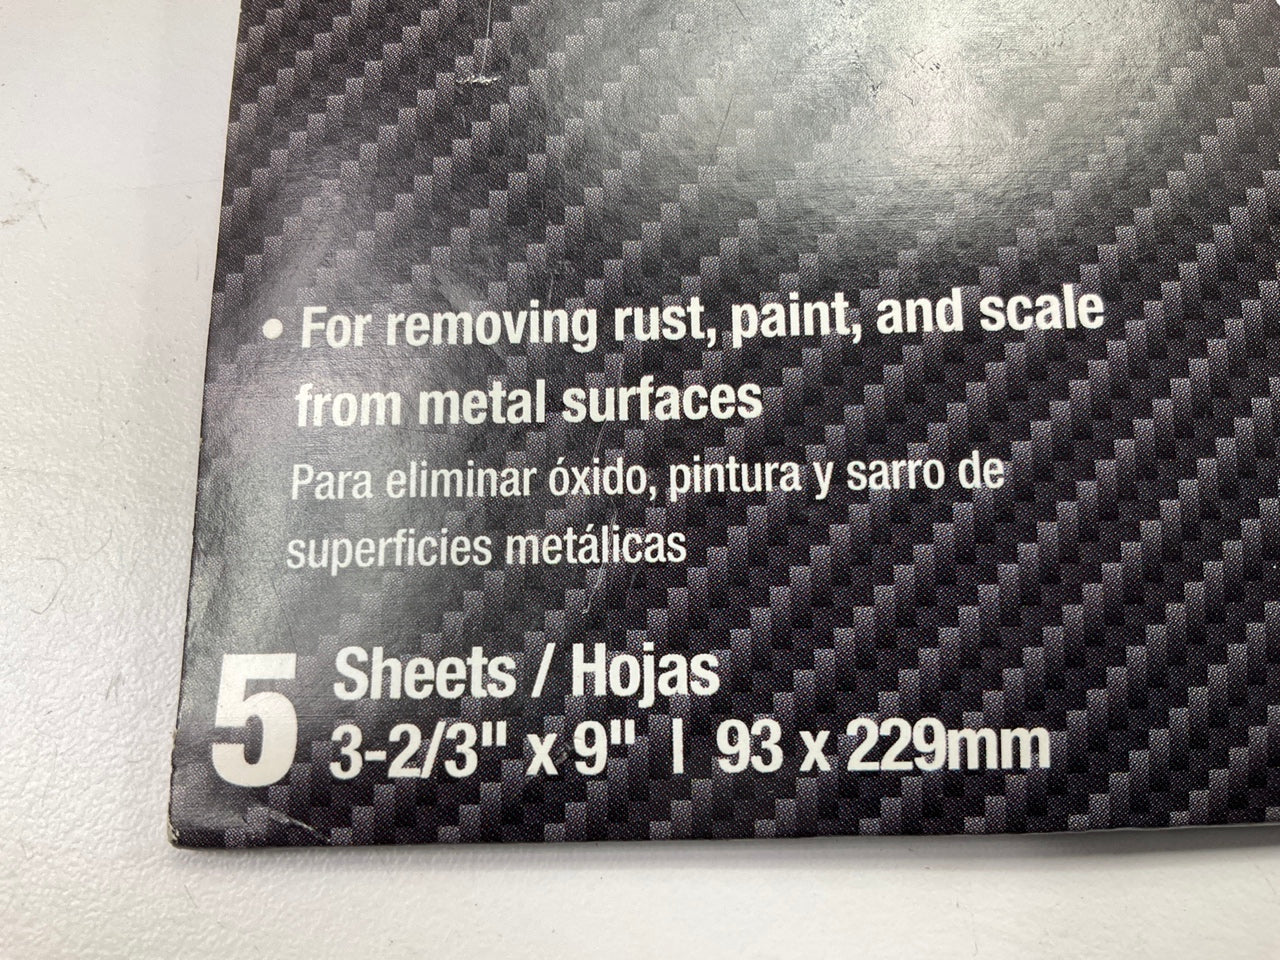 • For removing rust, paint, and scale
from metal surfaces
Para eliminar óxido, pintura y sarro de
superficies metálicas
5 Sheets / Hojas
3-2/3" x 9" | 93 x 229mm